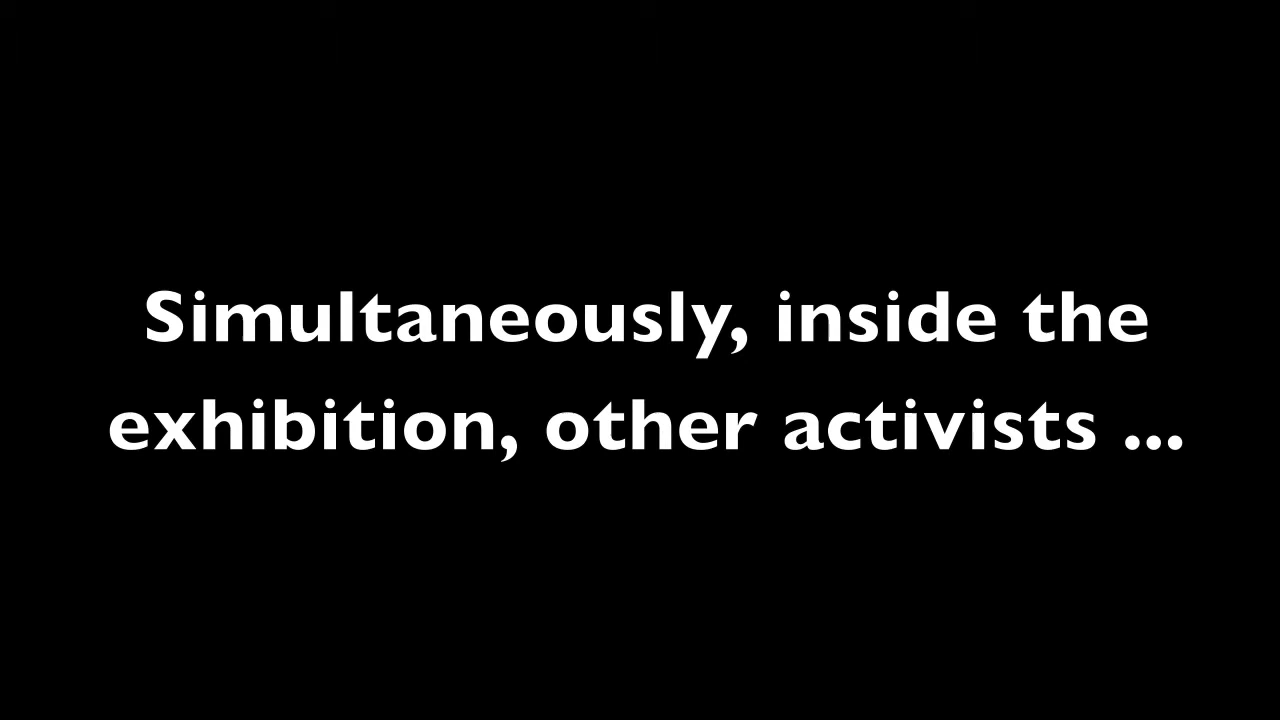 Simultaneously, inside the
exhibition, other activists ...